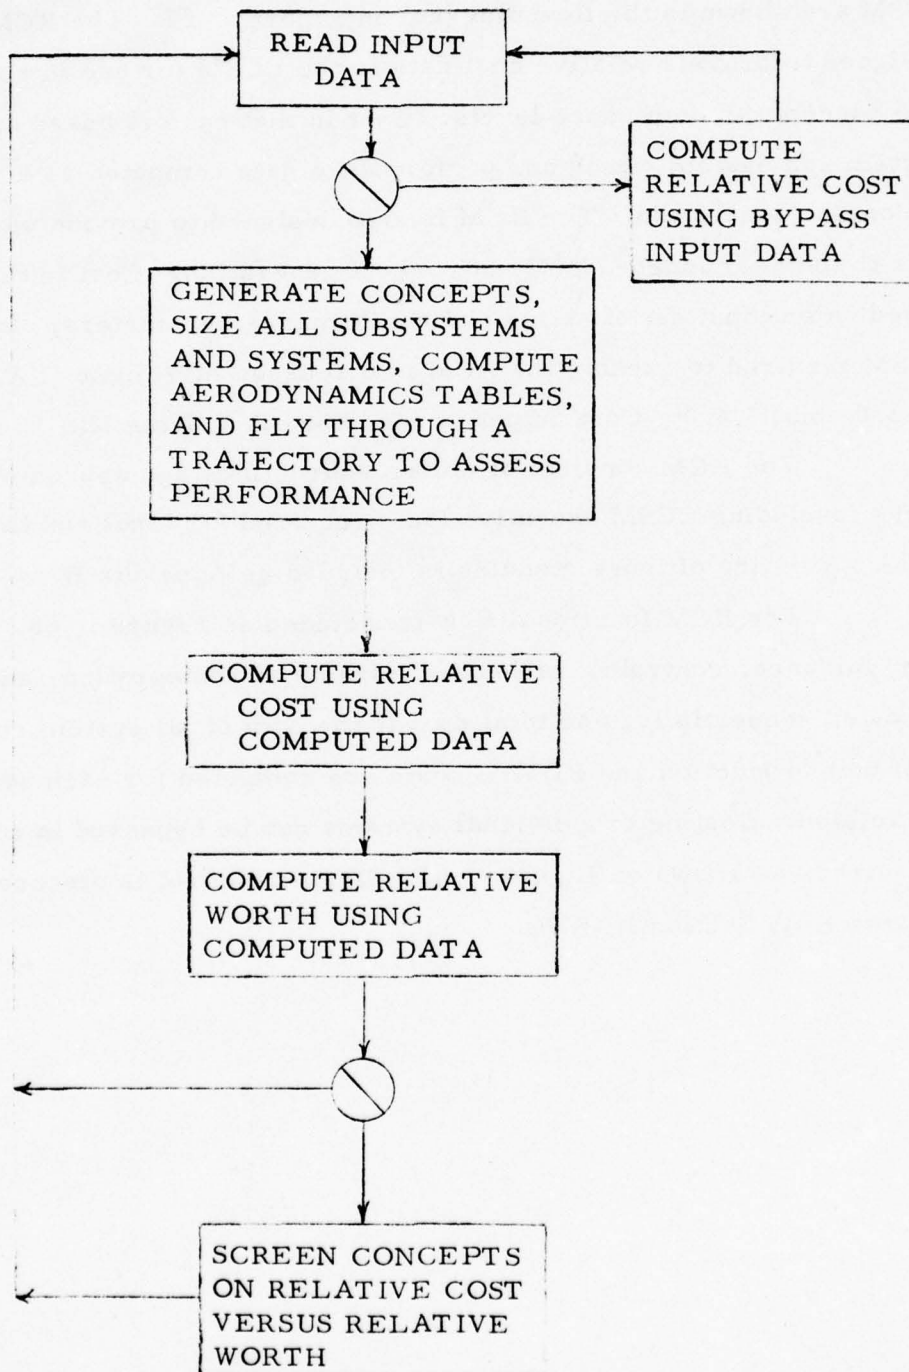 READ INPUT
DATA
COMPUTE
RELATIVE COST
USING BYPASS
INPUT DATA
GENERATE CONCEPTS,
SIZE ALL SUBSYSTEMS
AND SYSTEMS, COMPUTE
AERODYNAMICS TABLES,
AND FLY THROUGH A
TRAJECTORY TO ASSESS
PERFORMANCE
COMPUTE RELATIVE
COST USING
COMPUTED DATA
COMPUTE RELATIVE
WORTH USING
COMPUTED DATA
SCREEN CONCEPTS
ON RELATIVE COST
VERSUS RELATIVE
WORTH